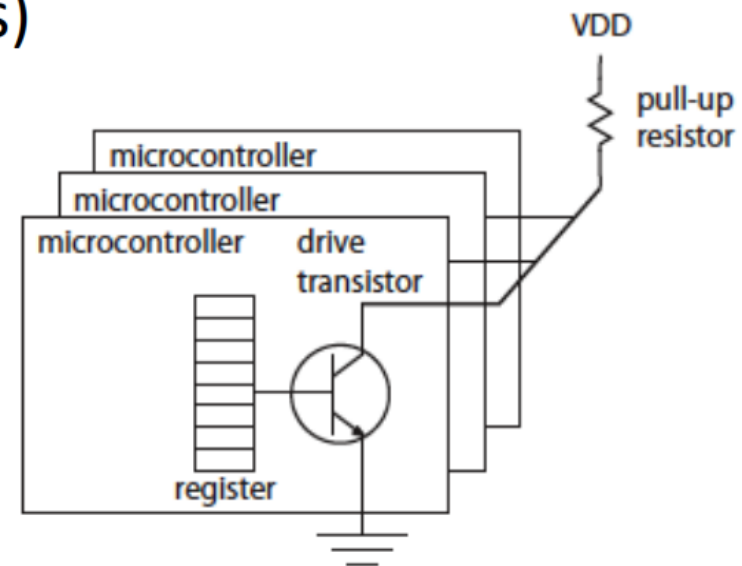 s)
VDD
pull-up
resistor
microcontroller
microcontroller
microcontroller
drive
transistor
register